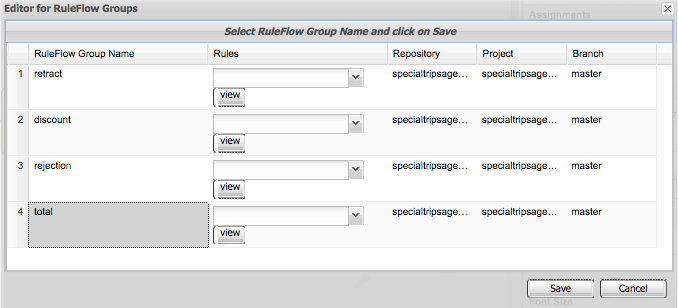 Editor for RuleFlow Groups
Assignments
Select RuleFlow Group Name and click on Save
RuleFlow Group Name Rules Repository Project Branch
1 retract specialtripsage... specialtripsage... master
view
2 discount specialtripsage... specialtripsage... master
view
3 rejection specialtripsage... specialtripsage... master
view
4 total specialtripsage... specialtripsage... master
view
Save Cancel
Font Size